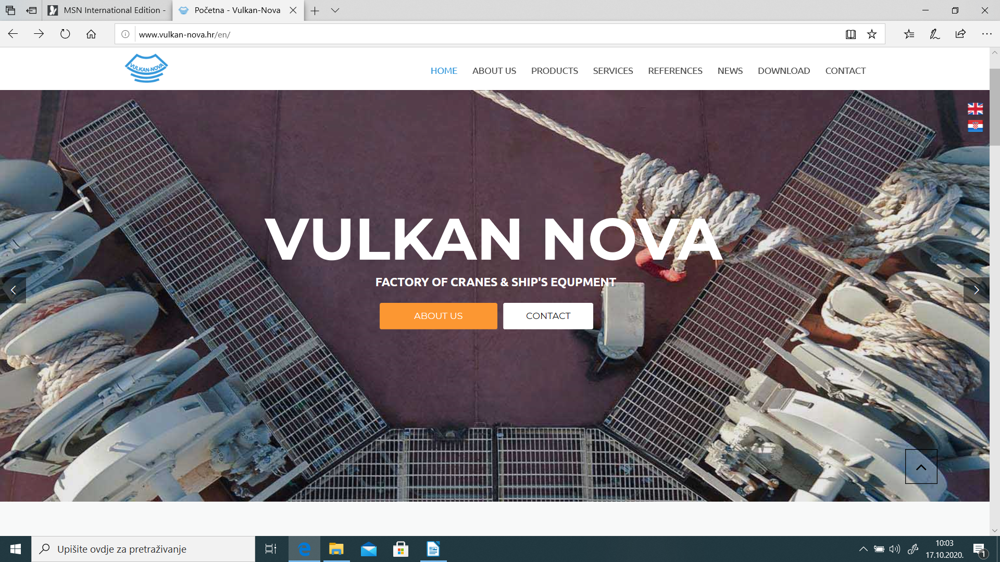 MSN International Edition -
Početna - Vulkan-Nova
www.vulkan-nova.hr/en/
VULKAN-NOVA
HOME ABOUT US PRODUCTS SERVICES REFERENCES NEWS DOWNLOAD CONTACT
VULKAN NOVA
FACTORY OF CRANES & SHIP'S EQUPMENT
ABOUT US CONTACT
Upišite ovdje za pretraživanje
10:03
17.10.2020.
1